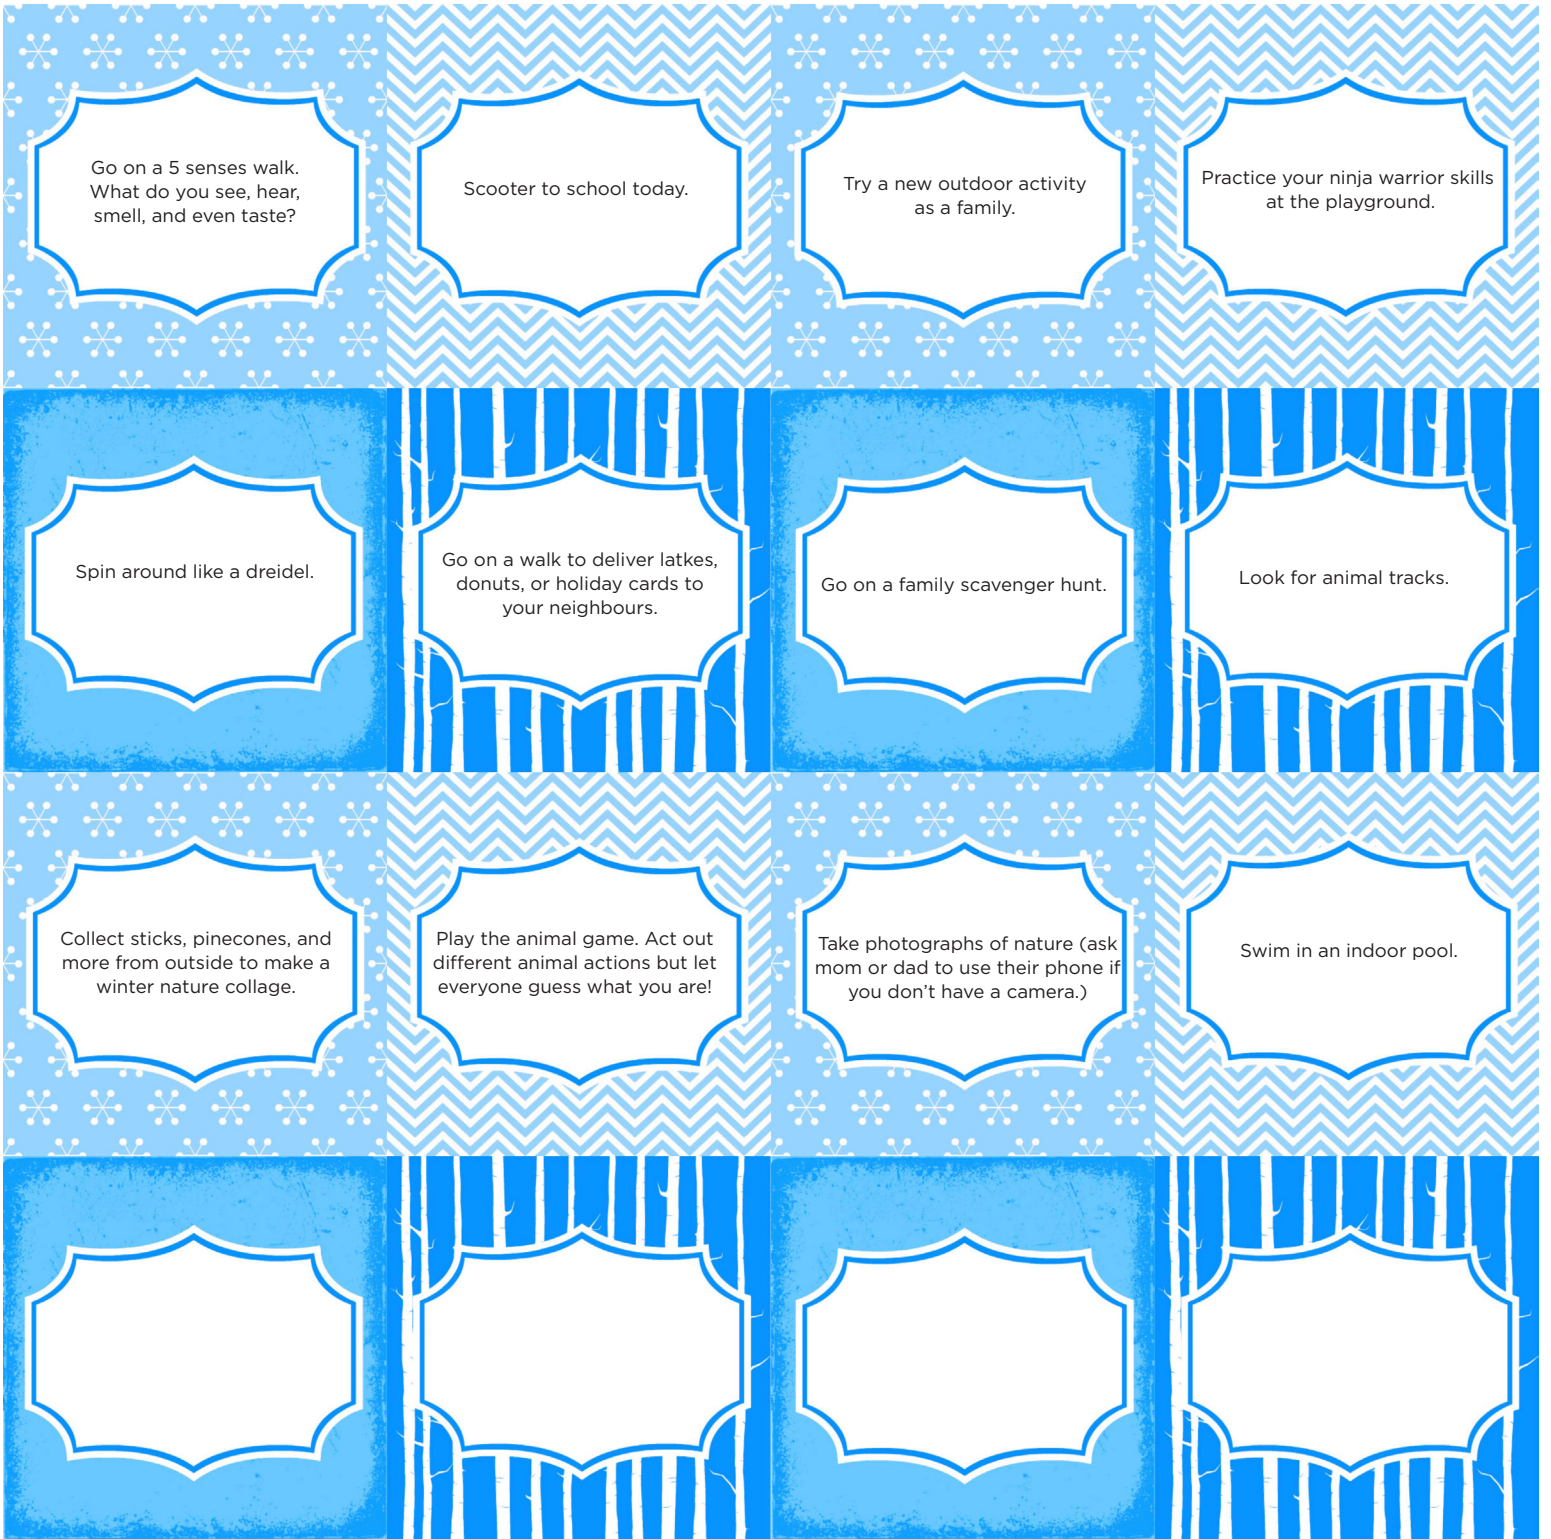 Go on a 5 senses walk.
What do you see, hear,
smell, and even taste?
Scooter to school today.
Try a new outdoor activity
as a family.
Practice your ninja warrior skills
at the playground.
Spin around like a dreidel.
Go on a walk to deliver latkes,
donuts, or holiday cards to
your neighbours.
Go on a family scavenger hunt.
Look for animal tracks.
Collect sticks, pinecones, and
more from outside to make a
winter nature collage.
Play the animal game. Act out
different animal actions but let
everyone guess what you are!
Take photographs of nature (ask
mom or dad to use their phone if
you don’t have a camera.)
Swim in an indoor pool.